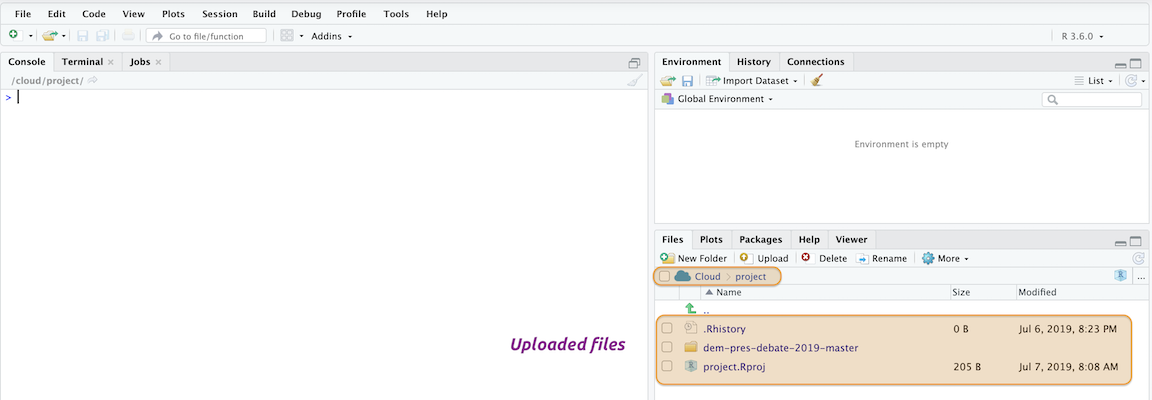 File Edit Code View Plots Session Build Debug Profile Tools Help
Go to file/function Addins R 3.6.0
Console Terminal Jobs
/cloud/project/
>
Environment History Connections
Import Dataset List
Global Environment
Environment is empty
Files Plots Packages Help Viewer
New Folder Upload Delete Rename More
Cloud > project ...
Name Size Modified
..
.Rhistory 0 B Jul 6, 2019, 8:23 PM
dem-pres-debate-2019-master
project.Rproj 205 B Jul 7, 2019, 8:08 AM
Uploaded files